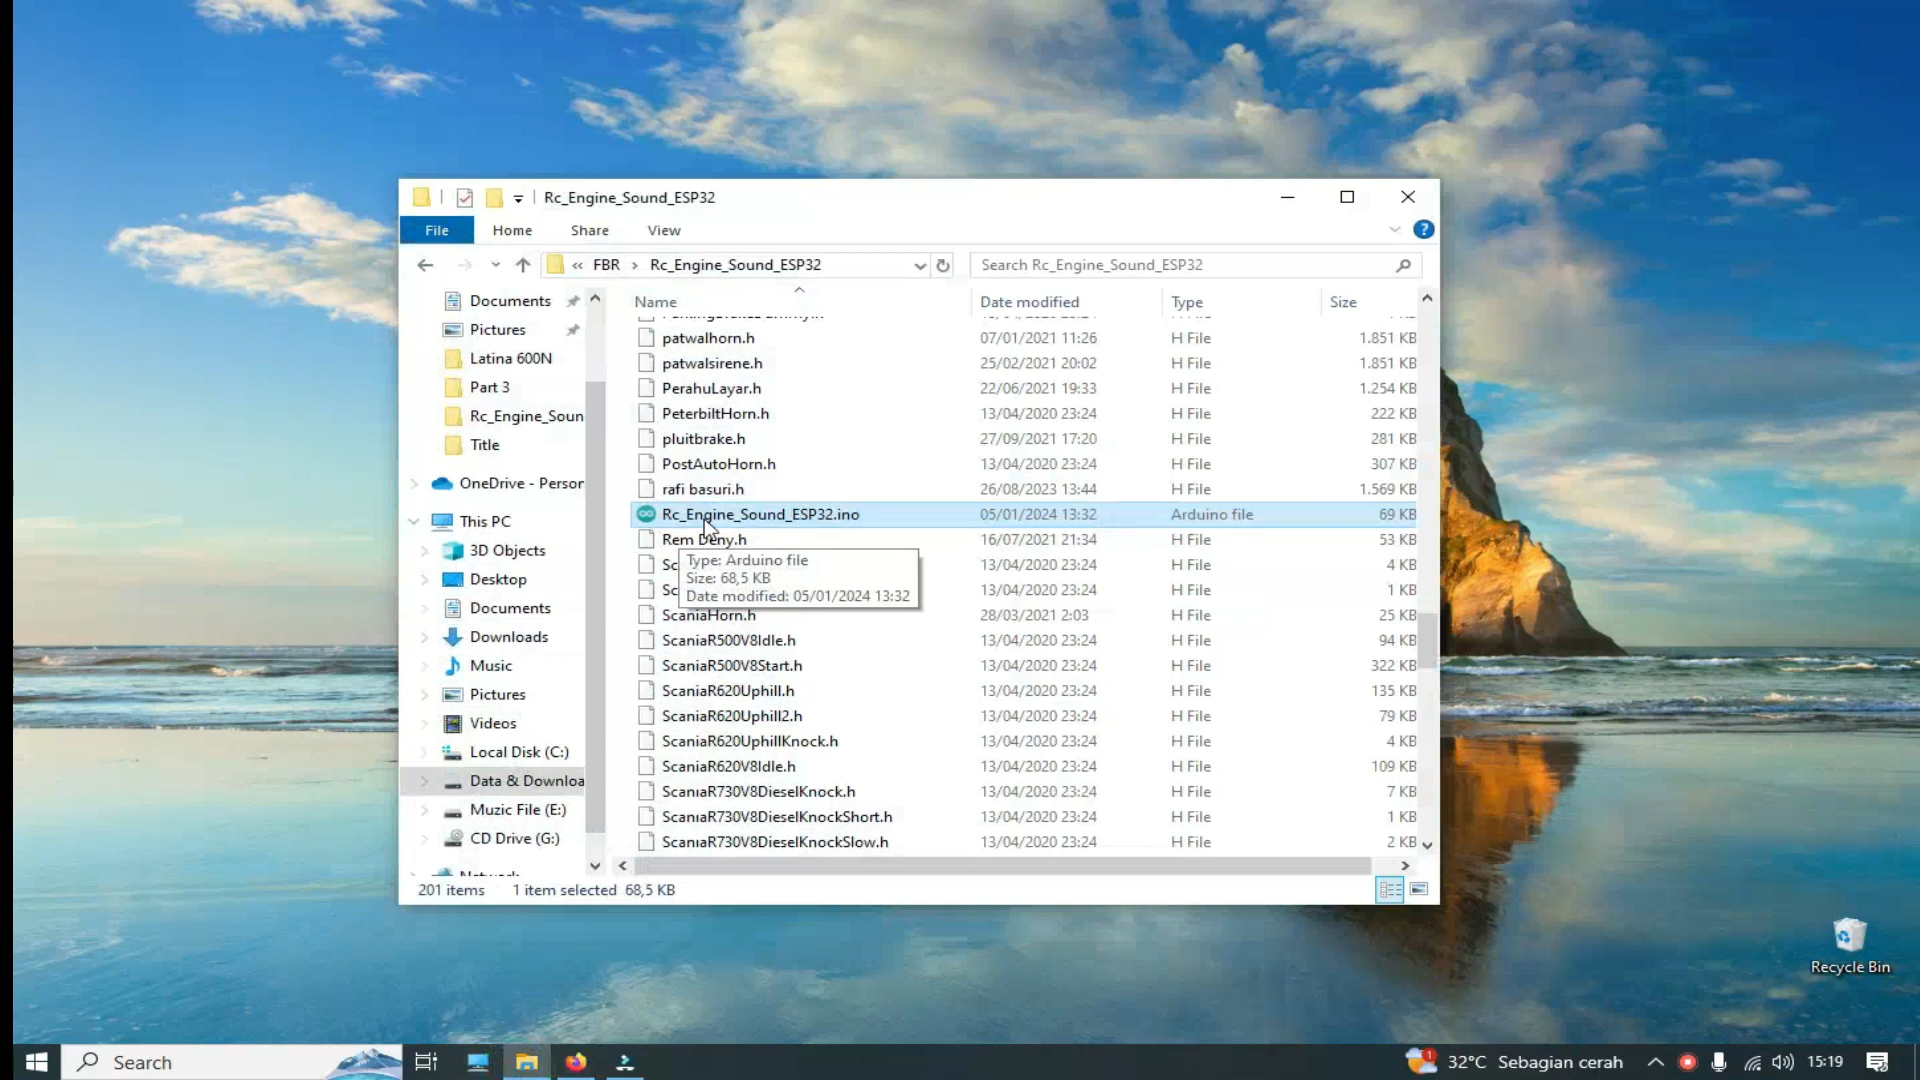 Rc_Engine_Sound_ESP32
File Home Share View
« FBR › Rc_Engine_Sound_ESP32
Search Rc_Engine_Sound_ESP32
Documents
Pictures
Latina 600N
Part 3
Rc_Engine_Soun
Title
OneDrive - Person
This PC
3D Objects
Desktop
Documents
Downloads
Music
Pictures
Videos
Local Disk (C:)
Data & Downloa
Muzic File (E:)
CD Drive (G:)
Name Date modified Type Size
patwalhorn.h 07/01/2021 11:26 H File 1.851 KB
patwalsirene.h 25/02/2021 20:02 H File 1.851 KB
PerahuLayar.h 22/06/2021 19:33 H File 1.254 KB
PeterbiltHorn.h 13/04/2020 23:24 H File 222 KB
pluitbrake.h 27/09/2021 17:20 H File 281 KB
PostAutoHorn.h 13/04/2020 23:24 H File 307 KB
rafi basuri.h 26/08/2023 13:44 H File 1.569 KB
Rc_Engine_Sound_ESP32.ino 05/01/2024 13:32 Arduino file 69 KB
Rem Deny.h 16/07/2021 21:34 H File 53 KB
Sc 13/04/2020 23:24 H File 4 KB
Sc 13/04/2020 23:24 H File 1 KB
Type: Arduino file
Size: 68,5 KB
Date modified: 05/01/2024 13:32
ScaniaHorn.h 28/03/2021 2:03 H File 25 KB
ScaniaR500V8Idle.h 13/04/2020 23:24 H File 94 KB
ScaniaR500V8Start.h 13/04/2020 23:24 H File 322 KB
ScaniaR620Uphill.h 13/04/2020 23:24 H File 135 KB
ScaniaR620Uphill2.h 13/04/2020 23:24 H File 79 KB
ScaniaR620UphillKnock.h 13/04/2020 23:24 H File 4 KB
ScaniaR620V8Idle.h 13/04/2020 23:24 H File 109 KB
ScaniaR730V8DieselKnock.h 13/04/2020 23:24 H File 7 KB
ScaniaR730V8DieselKnockShort.h 13/04/2020 23:24 H File 1 KB
ScaniaR730V8DieselKnockSlow.h 13/04/2020 23:24 H File 2 KB
201 items 1 item selected 68,5 KB
Recycle Bin
Search
1 32°C Sebagian cerah 15:19